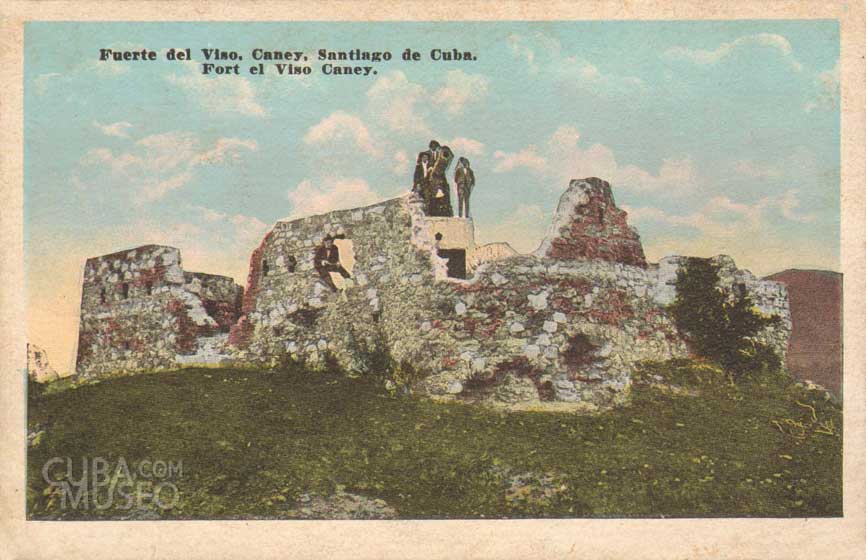 Fuerte del Viso, Caney, Santiago de Cuba.
Fort el Viso Caney.
CUBA.COM
MUSEO